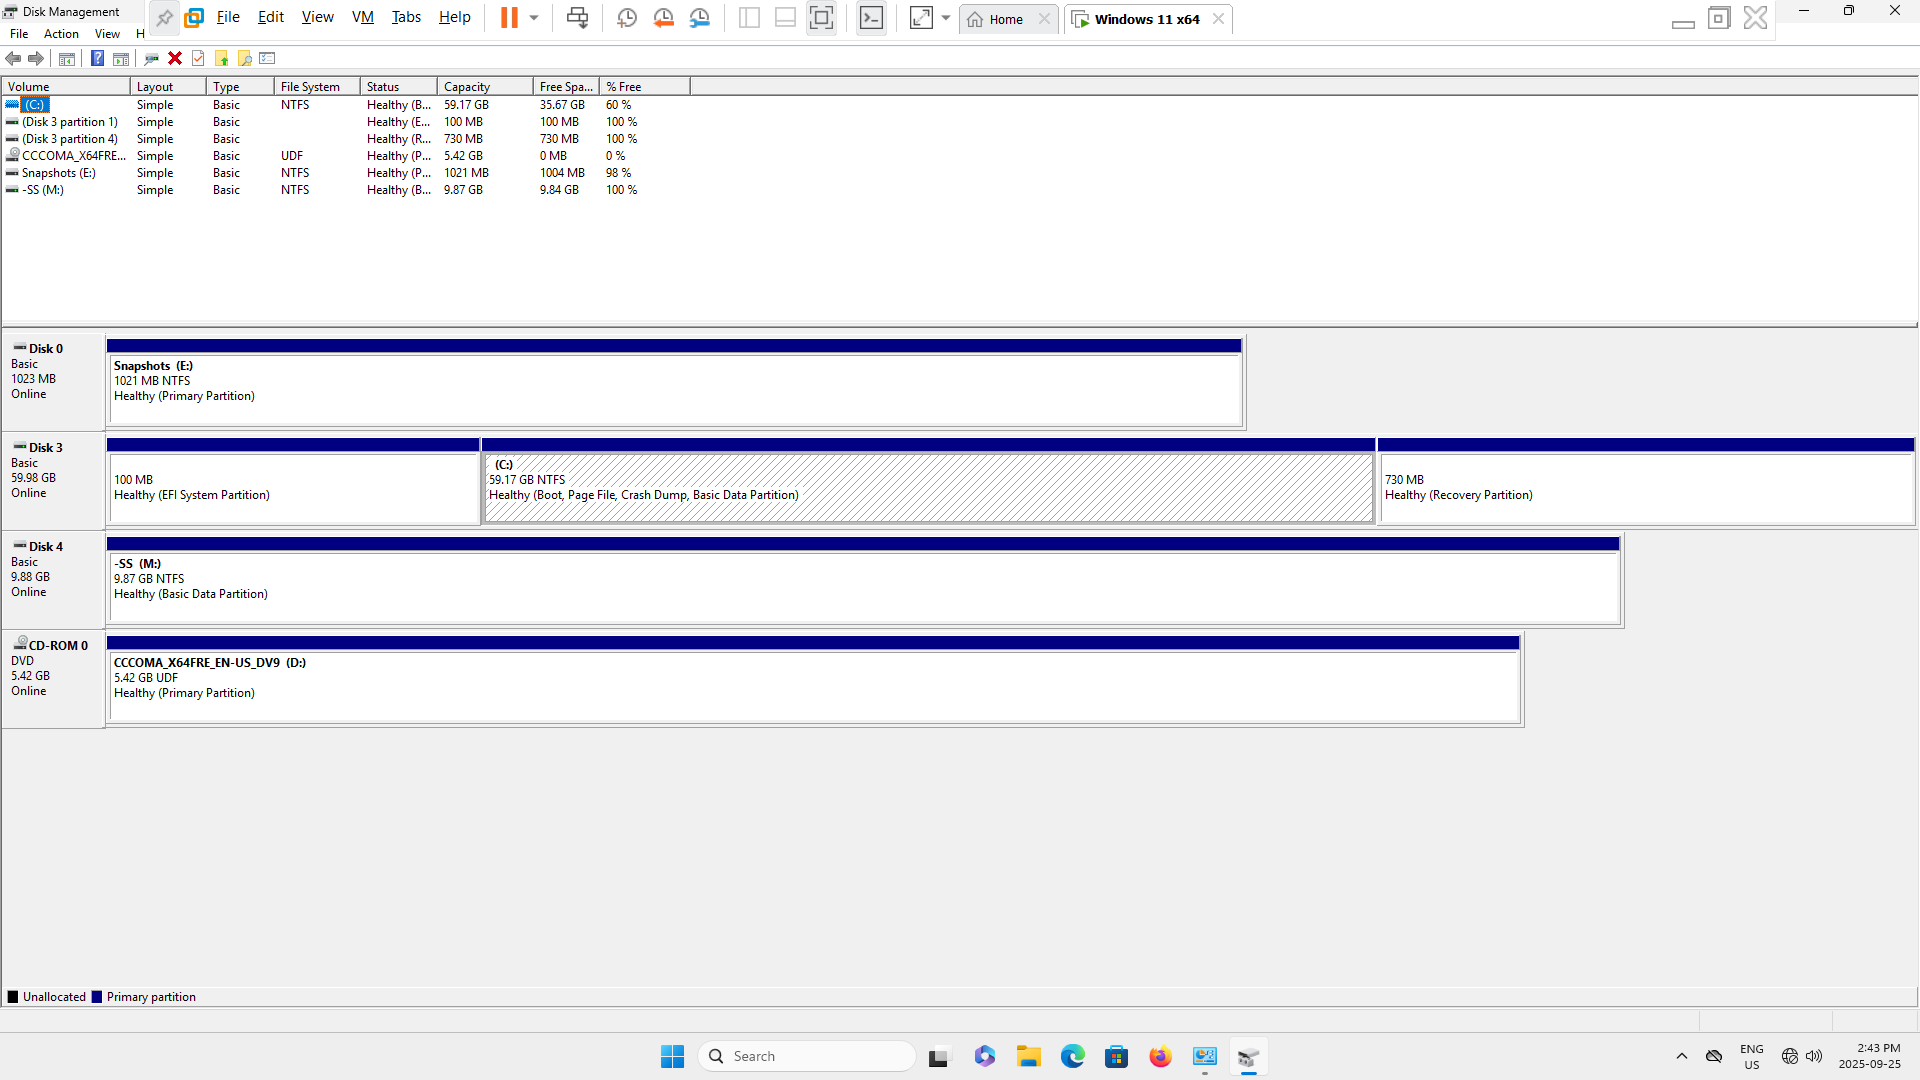 Disk Management
File Edit View VM Tabs Help
Home
Windows 11 x64
File Action View H
Volume Layout Type File System Status Capacity Free Spa... % Free
(C:) Simple Basic NTFS Healthy (B... 59.17 GB 35.67 GB 60 %
(Disk 3 partition 1) Simple Basic Healthy (E... 100 MB 100 MB 100 %
(Disk 3 partition 4) Simple Basic Healthy (R... 730 MB 730 MB 100 %
CCCOMA_X64FRE... Simple Basic UDF Healthy (P... 5.42 GB 0 MB 0 %
Snapshots (E:) Simple Basic NTFS Healthy (P... 1021 MB 1004 MB 98 %
-SS (M:) Simple Basic NTFS Healthy (B... 9.87 GB 9.84 GB 100 %
Disk 0
Basic
1023 MB
Online
Snapshots (E:)
1021 MB NTFS
Healthy (Primary Partition)
Disk 3
Basic
59.98 GB
Online
100 MB
Healthy (EFI System Partition)
(C:)
59.17 GB NTFS
Healthy (Boot, Page File, Crash Dump, Basic Data Partition)
730 MB
Healthy (Recovery Partition)
Disk 4
Basic
9.88 GB
Online
-SS (M:)
9.87 GB NTFS
Healthy (Basic Data Partition)
CD-ROM 0
DVD
5.42 GB
Online
CCCOMA_X64FRE_EN-US_DV9 (D:)
5.42 GB UDF
Healthy (Primary Partition)
Unallocated Primary partition
Search
ENG
US
2:43 PM
2025-09-25